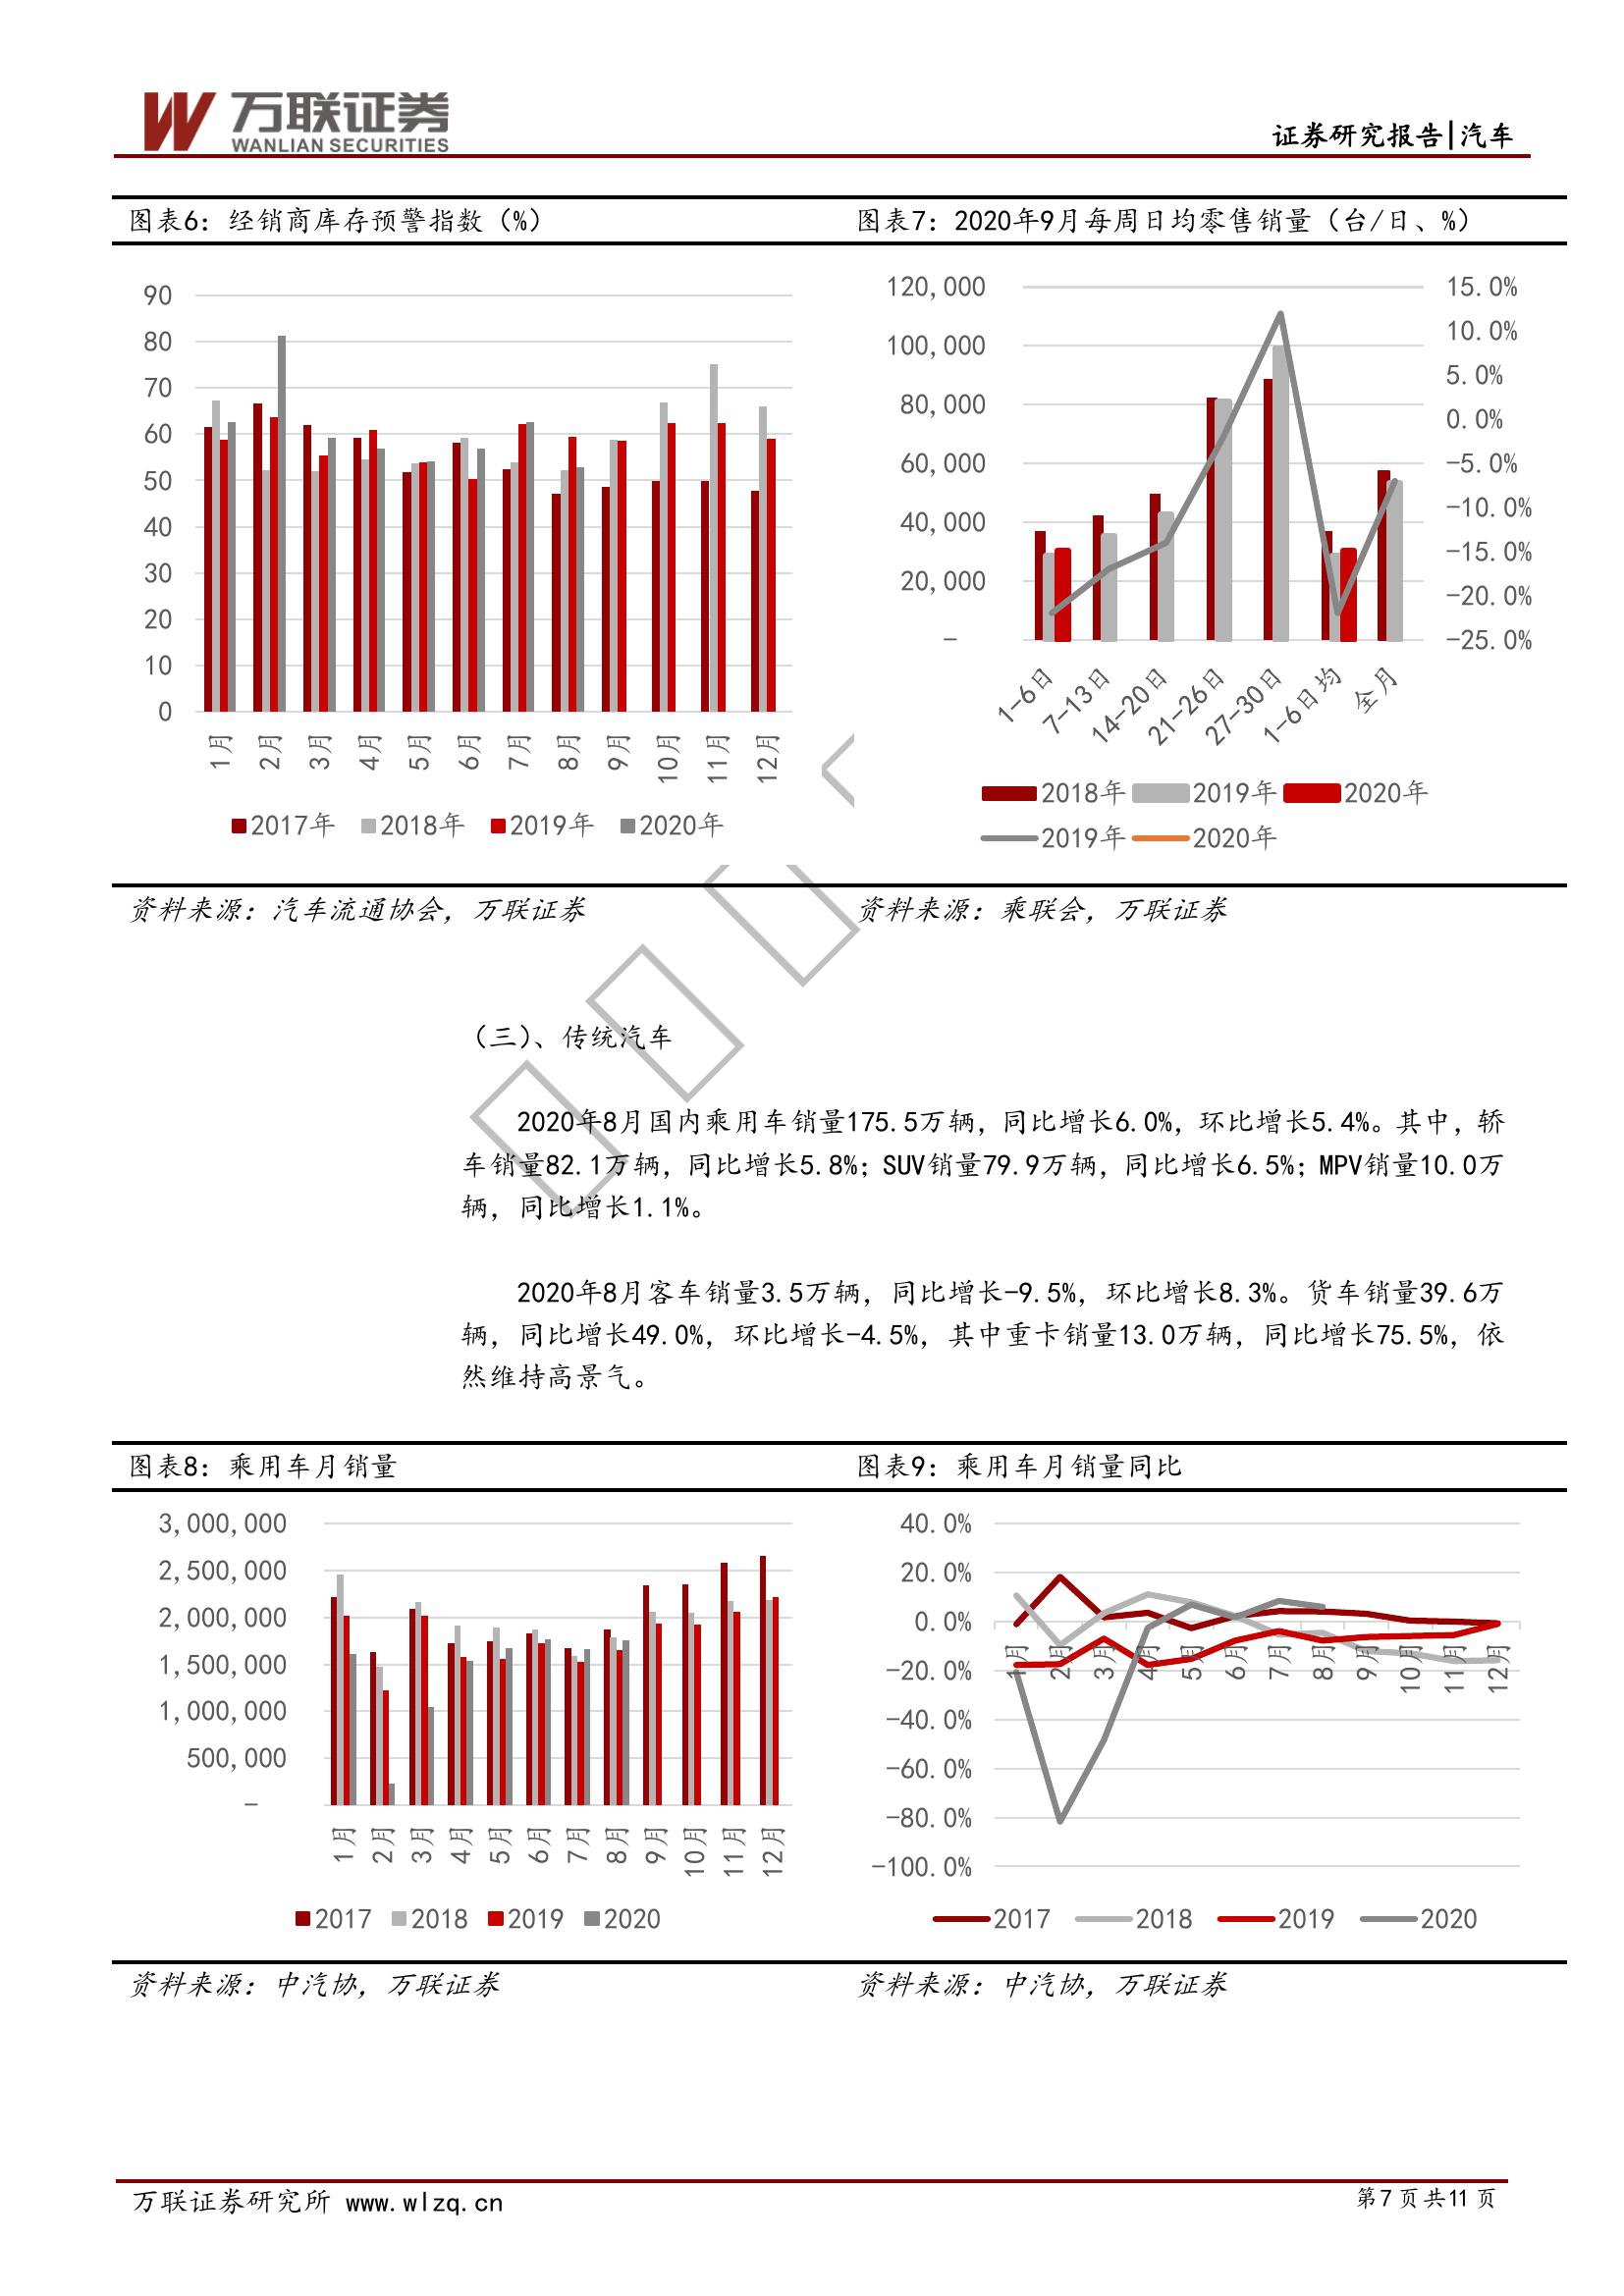 万联证券
WANLIAN SECURITIES
证券研究报告|汽车
图表6：经销商库存预警指数（%）
90
80
70
60
50
40
30
20
10
0
1月 2月 3月 4月 5月 6月 7月 8月 9月 10月 11月 12月
2017年 2018年 2019年 2020年
资料来源：汽车流通协会，万联证券
图表7：2020年9月每周日均零售销量（台/日、%）
120,000 15.0%
100,000 10.0%
80,000 5.0%
60,000 0.0%
40,000 -5.0%
20,000 -10.0%
- -15.0%
-20.0%
-25.0%
1-6日 7-13日 14-20日 21-26日 27-30日 1-6日均 全月
2018年 2019年 2020年
2019年 2020年
资料来源：乘联会，万联证券
（三）、传统汽车
2020年8月国内乘用车销量175.5万辆，同比增长6.0%，环比增长5.4%。其中，轿
车销量82.1万辆，同比增长5.8%；SUV销量79.9万辆，同比增长6.5%；MPV销量10.0万
辆，同比增长1.1%。
2020年8月客车销量3.5万辆，同比增长-9.5%，环比增长8.3%。货车销量39.6万
辆，同比增长49.0%，环比增长-4.5%，其中重卡销量13.0万辆，同比增长75.5%，依
然维持高景气。
图表8：乘用车月销量
3,000,000
2,500,000
2,000,000
1,500,000
1,000,000
500,000
-
1月 2月 3月 4月 5月 6月 7月 8月 9月 10月 11月 12月
2017 2018 2019 2020
资料来源：中汽协，万联证券
图表9：乘用车月销量同比
40.0%
20.0%
0.0%
-20.0%
-40.0%
-60.0%
-80.0%
-100.0%
1月 2月 3月 4月 5月 6月 7月 8月 9月 10月 11月 12月
2017 2018 2019 2020
资料来源：中汽协，万联证券
万联证券研究所 www.wlzq.cn
第7页共11页